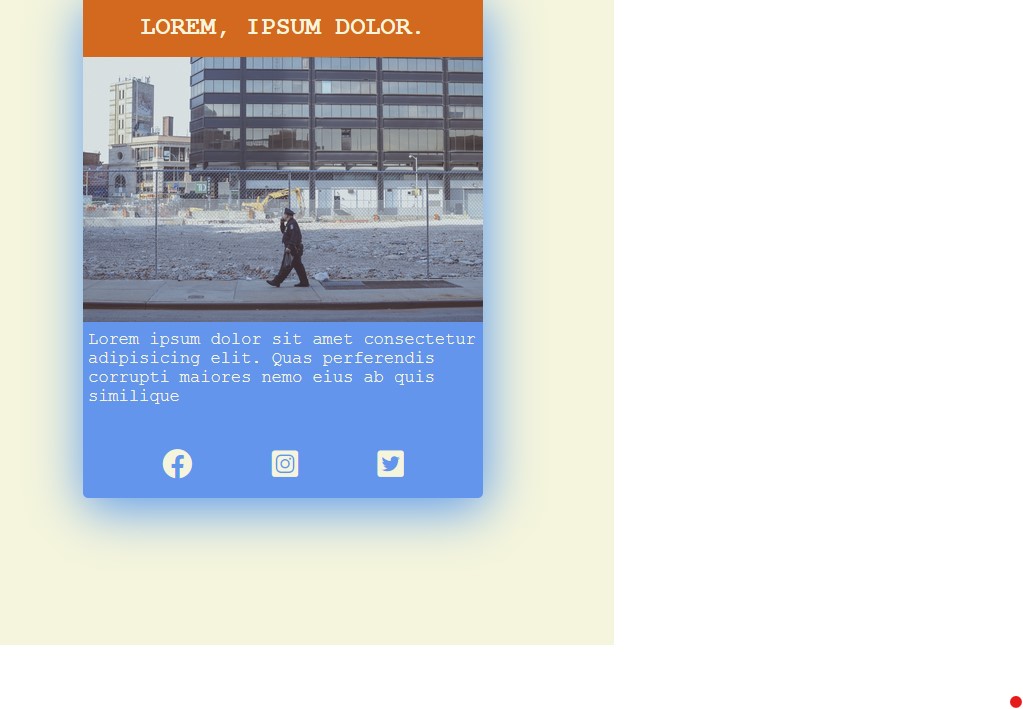 LOREM, IPSUM DOLOR.
Lorem ipsum dolor sit amet consectetur
adipisicing elit. Quas perferendis
corrupti maiores nemo eius ab quis
similique